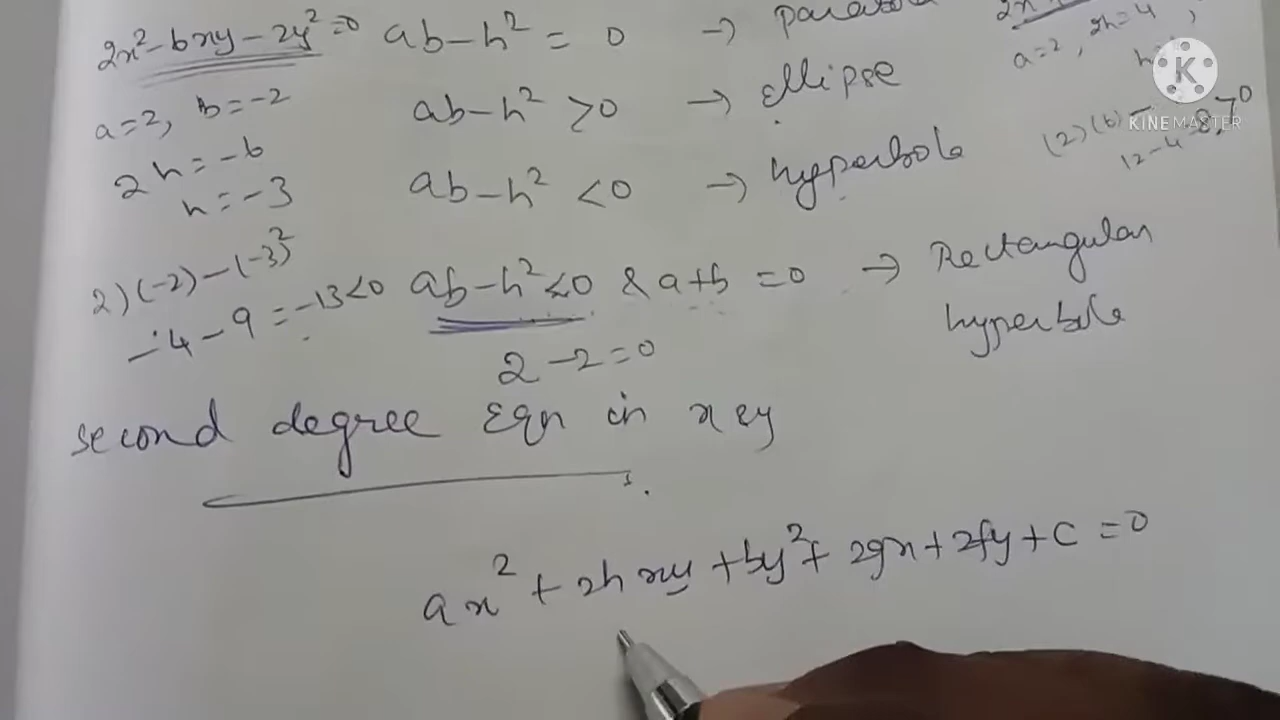 2x² - 6xy - 2y² = 0
a=2, b=-2
2h=-6
h=-3
2)(-2)-(-3)²
-4-9=-13<0
ab-h² = 0 →
ab-h² >0 → ellipse
ab-h² <0 → hyperbola
ab-h²<0 & a+b=0 → Rectangular
hyperbola
2-2=0
a=2, 2h=4,
(2)(6)-
12-4=8>0
K
KINEMASTER
second degree Eqn in x & y
ax² + 2hxy + by² + 2gx + 2fy + c = 0